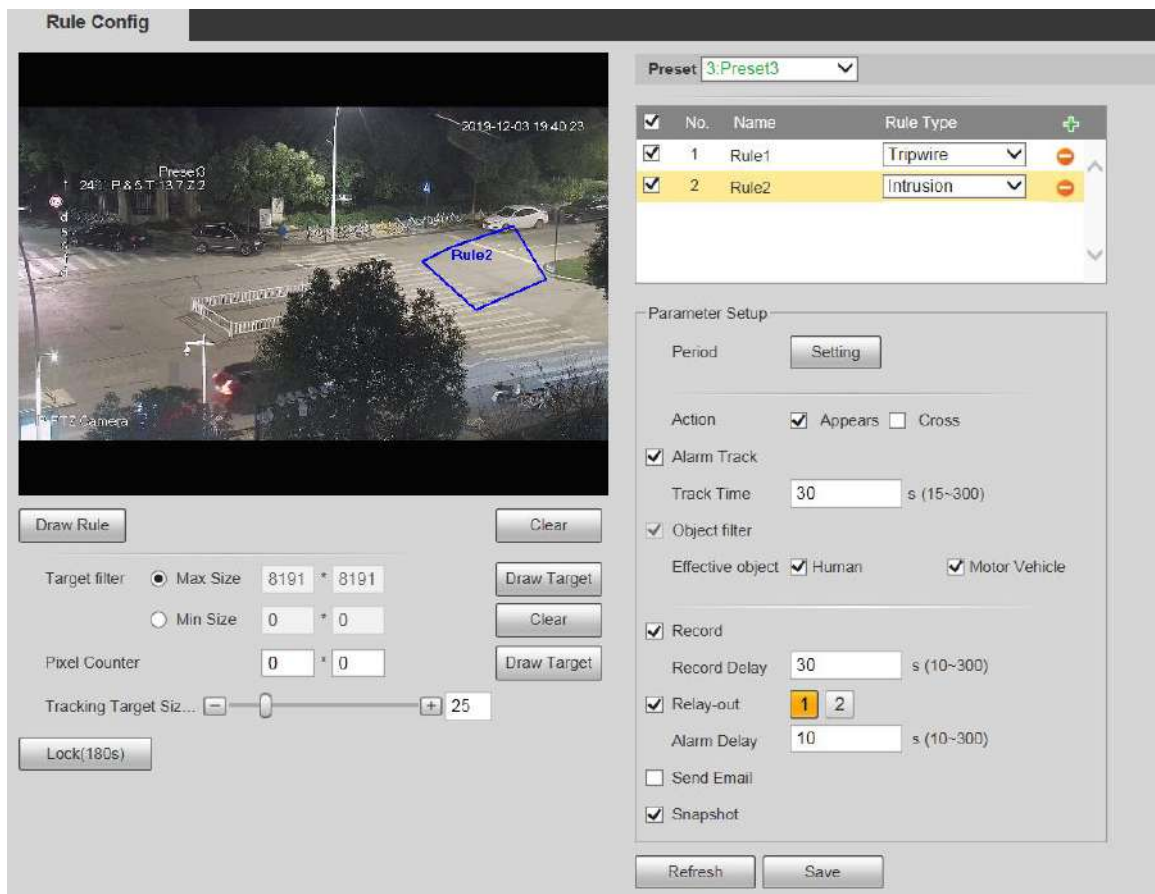 Rule Config
2019-12-03 19:40:23
Preset3
Rule2
PTZ Camera
Draw Rule
Clear
Target filter Max Size 8191 * 8191 Draw Target
Min Size 0 * 0 Clear
Pixel Counter 0 * 0 Draw Target
Tracking Target Siz... − + 25
Lock(180s)
Preset 3:Preset3
No. Name Rule Type
1 Rule1 Tripwire
2 Rule2 Intrusion
Parameter Setup
Period Setting
Action Appears Cross
Alarm Track
Track Time 30 s (15~300)
Object filter
Effective object Human Motor Vehicle
Record
Record Delay 30 s (10~300)
Relay-out 1 2
Alarm Delay 10 s (10~300)
Send Email
Snapshot
Refresh Save